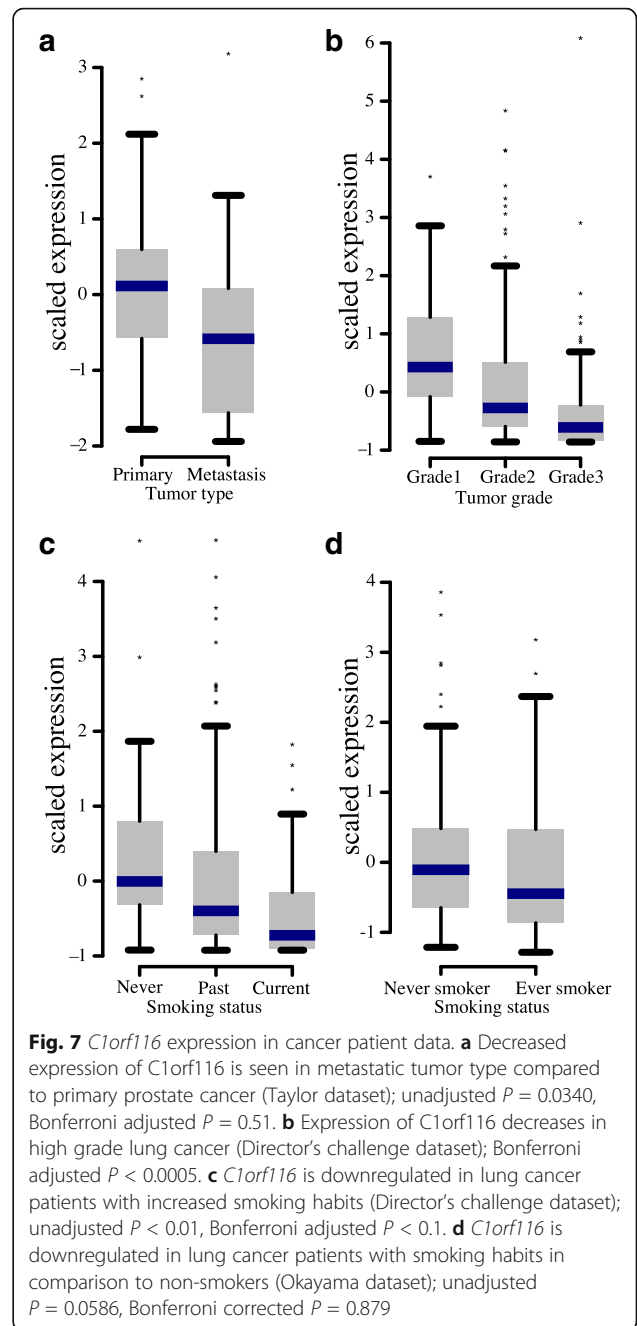 a
b
3
2
1
0
−1
−2
scaled expression
Primary Metastasis
Tumor type
6
5
4
3
2
1
0
−1
scaled expression
Grade1 Grade2 Grade3
Tumor grade
c
d
4
3
2
1
0
−1
scaled expression
Never Past Current
Smoking status
4
3
2
1
0
-1
scaled expression
Never smoker Ever smoker
Smoking status
Fig. 7 C1orf116 expression in cancer patient data. a Decreased
expression of C1orf116 is seen in metastatic tumor type compared
to primary prostate cancer (Taylor dataset); unadjusted P = 0.0340,
Bonferroni adjusted P = 0.51. b Expression of C1orf116 decreases in
high grade lung cancer (Director's challenge dataset); Bonferroni
adjusted P < 0.0005. c C1orf116 is downregulated in lung cancer
patients with increased smoking habits (Director's challenge dataset);
unadjusted P < 0.01, Bonferroni adjusted P < 0.1. d C1orf116 is
downregulated in lung cancer patients with smoking habits in
comparison to non-smokers (Okayama dataset); unadjusted
P = 0.0586, Bonferroni corrected P = 0.879